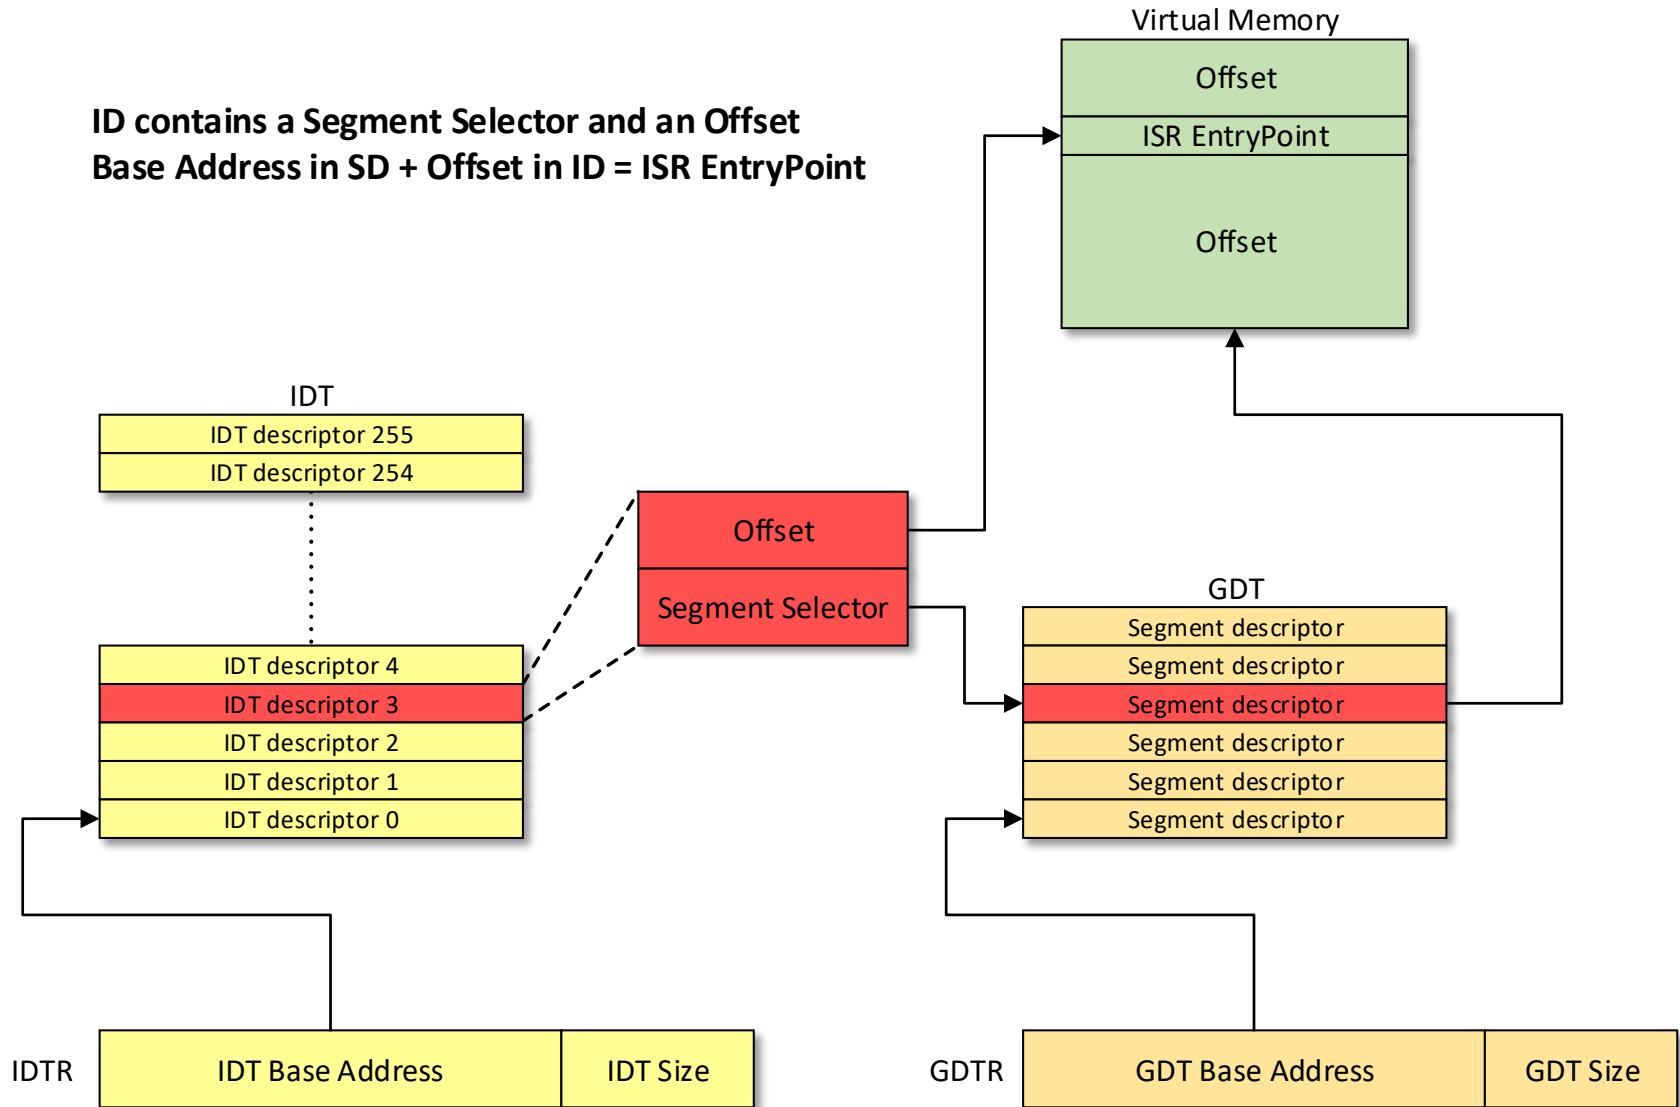 Virtual Memory
Offset
ID contains a Segment Selector and an Offset
ISR EntryPoint
Base Address in SD + Offset in ID = ISR EntryPoint
Offset
IDT
IDT descriptor 255
IDT descriptor 254
Offset
Segment Selector
GDT
Segment descriptor
IDT descriptor 4
Segment descriptor
IDT descriptor 3
Segment descriptor
IDT descriptor 2
Segment descriptor
IDT descriptor 1
Segment descriptor
IDT descriptor 0
Segment descriptor
IDTR
IDT Base Address
IDT Size
GDTR
GDT Base Address
GDT Size